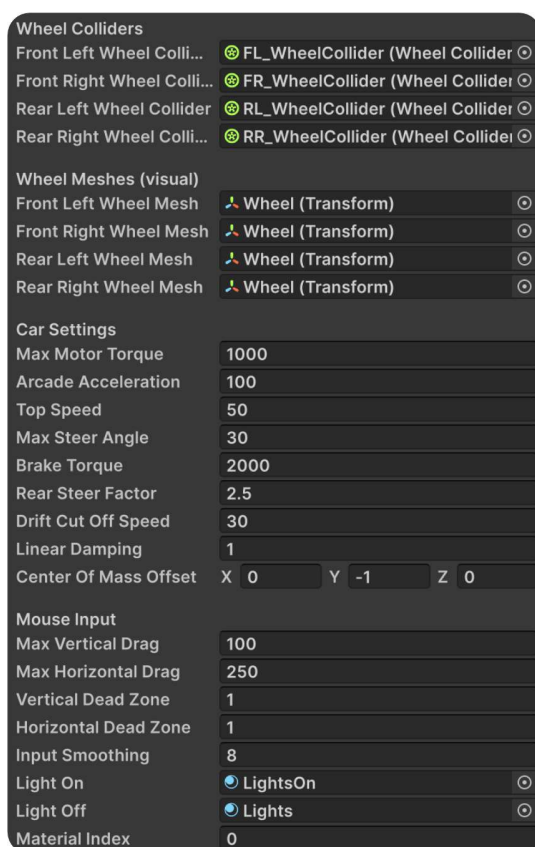 Wheel Colliders
Front Left Wheel Colli... FL_WheelCollider (Wheel Collider
Front Right Wheel Colli... FR_WheelCollider (Wheel Collider
Rear Left Wheel Collider RL_WheelCollider (Wheel Collider
Rear Right Wheel Colli... RR_WheelCollider (Wheel Collider
Wheel Meshes (visual)
Front Left Wheel Mesh Wheel (Transform)
Front Right Wheel Mesh Wheel (Transform)
Rear Left Wheel Mesh Wheel (Transform)
Rear Right Wheel Mesh Wheel (Transform)
Car Settings
Max Motor Torque 1000
Arcade Acceleration 100
Top Speed 50
Max Steer Angle 30
Brake Torque 2000
Rear Steer Factor 2.5
Drift Cut Off Speed 30
Linear Damping 1
Center Of Mass Offset X 0 Y -1 Z 0
Mouse Input
Max Vertical Drag 100
Max Horizontal Drag 250
Vertical Dead Zone 1
Horizontal Dead Zone 1
Input Smoothing 8
Light On LightsOn
Light Off Lights
Material Index 0